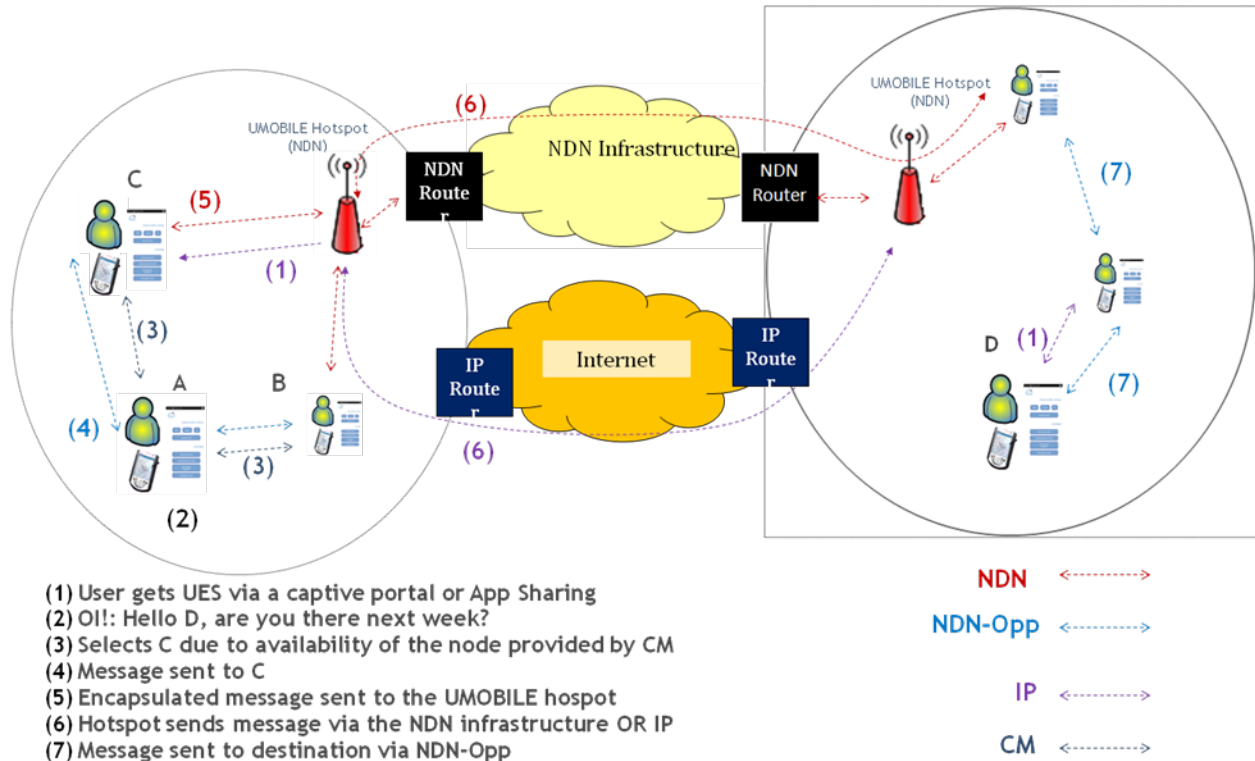 (6)
UMOBILE Hotspot
(NDN)
NDN Infrastructure
UMOBILE Hotspot
(NDN)
C
NDN
Route
r
NDN
Router
(5)
(7)
(1)
(3)
Internet
IP
Route
r
IP
Route
r
D
(1)
A
B
(7)
(4)
(3)
(6)
(2)
(1) User gets UES via a captive portal or App Sharing
(2) OI!: Hello D, are you there next week?
(3) Selects C due to availability of the node provided by CM
(4) Message sent to C
(5) Encapsulated message sent to the UMOBILE hospot
(6) Hotspot sends message via the NDN infrastructure OR IP
(7) Message sent to destination via NDN-Opp
NDN
NDN-Opp
IP
CM